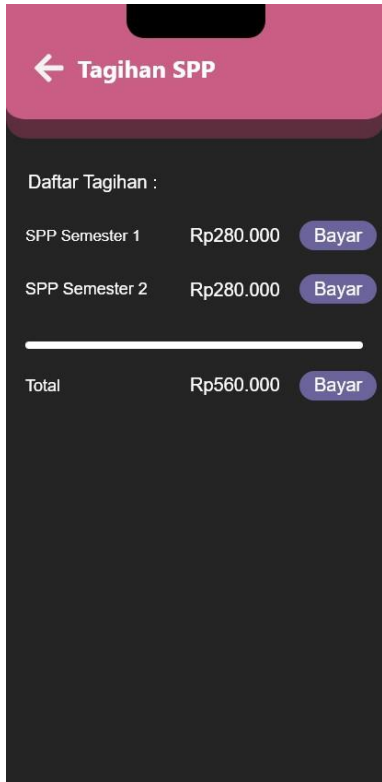 Tagihan SPP
Daftar Tagihan :
SPP Semester 1 Rp280.000 Bayar
SPP Semester 2 Rp280.000 Bayar
Total Rp560.000 Bayar